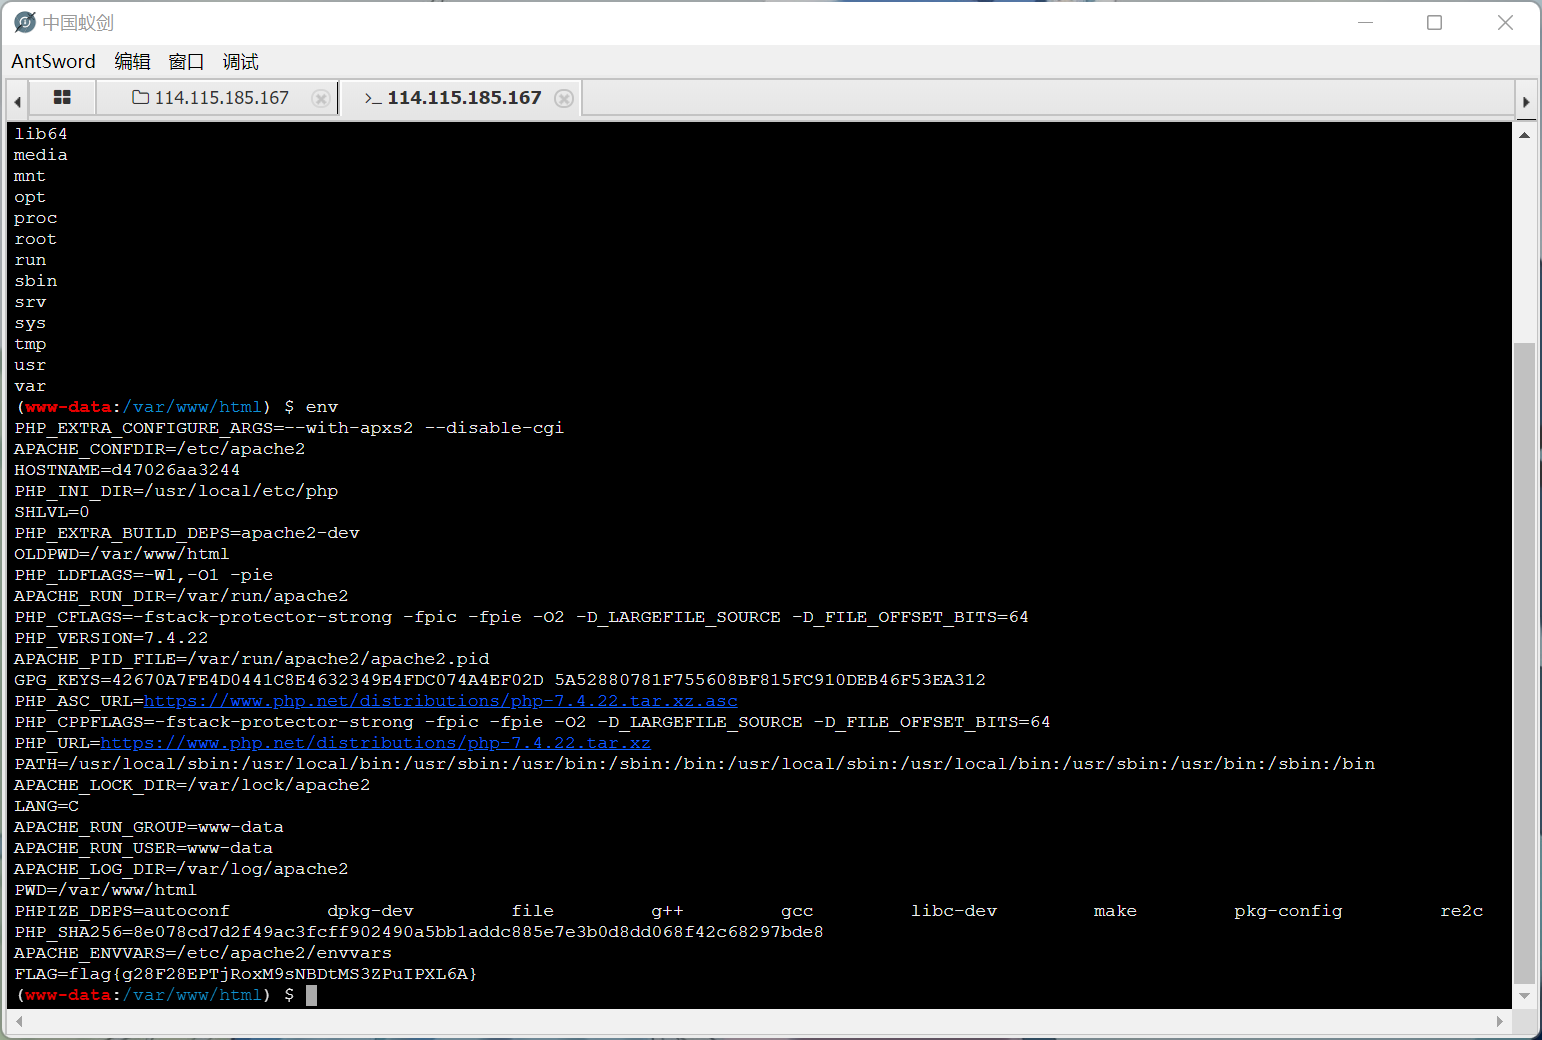 中国蚁剑
AntSword 编辑 窗口 调试
114.115.185.167 >_ 114.115.185.167
lib64
media
mnt
opt
proc
root
run
sbin
srv
sys
tmp
usr
var
(www-data:/var/www/html) $ env
PHP_EXTRA_CONFIGURE_ARGS=--with-apxs2 --disable-cgi
APACHE_CONFDIR=/etc/apache2
HOSTNAME=d47026aa3244
PHP_INI_DIR=/usr/local/etc/php
SHLVL=0
PHP_EXTRA_BUILD_DEPS=apache2-dev
OLDPWD=/var/www/html
PHP_LDFLAGS=-Wl,-O1 -pie
APACHE_RUN_DIR=/var/run/apache2
PHP_CFLAGS=-fstack-protector-strong -fpic -fpie -O2 -D_LARGEFILE_SOURCE -D_FILE_OFFSET_BITS=64
PHP_VERSION=7.4.22
APACHE_PID_FILE=/var/run/apache2/apache2.pid
GPG_KEYS=42670A7FE4D0441C8E4632349E4FDC074A4EF02D 5A52880781F755608BF815FC910DEB46F53EA312
PHP_ASC_URL=https://www.php.net/distributions/php-7.4.22.tar.xz.asc
PHP_CPPFLAGS=-fstack-protector-strong -fpic -fpie -O2 -D_LARGEFILE_SOURCE -D_FILE_OFFSET_BITS=64
PHP_URL=https://www.php.net/distributions/php-7.4.22.tar.xz
PATH=/usr/local/sbin:/usr/local/bin:/usr/sbin:/usr/bin:/sbin:/bin:/usr/local/sbin:/usr/local/bin:/usr/sbin:/usr/bin:/sbin:/bin
APACHE_LOCK_DIR=/var/lock/apache2
LANG=C
APACHE_RUN_GROUP=www-data
APACHE_RUN_USER=www-data
APACHE_LOG_DIR=/var/log/apache2
PWD=/var/www/html
PHPIZE_DEPS=autoconf dpkg-dev file g++ gcc libc-dev make pkg-config re2c
PHP_SHA256=8e078cd7d2f49ac3fcff902490a5bb1addc885e7e3b0d8dd068f42c68297bde8
APACHE_ENVVARS=/etc/apache2/envvars
FLAG=flag{g28F28EPTjRoxM9sNBDtMS3ZPuIPXL6A}
(www-data:/var/www/html) $